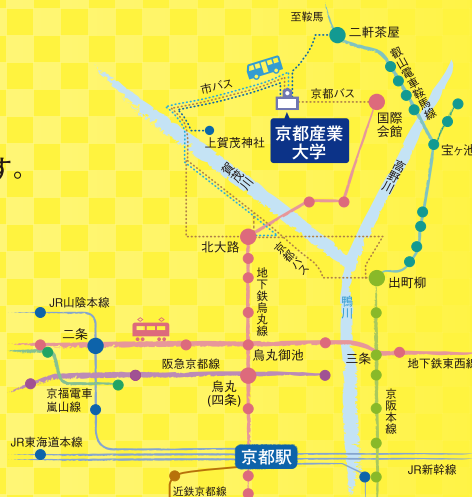 至鞍馬
二軒茶屋
叡山電車鞍馬線
市バス
京都バス
国際
会館
京都産業
大学
上賀茂神社
宝ヶ池
賀茂川
高野川
す。
北大路
京都バス
出町柳
地下鉄烏丸線
鴨川
JR山陰本線
二条
烏丸御池
三条
地下鉄東西線
阪急京都線
京福電車
嵐山線
烏丸
(四条)
京阪本線
JR東海道本線
京都駅
JR新幹線
近鉄京都線